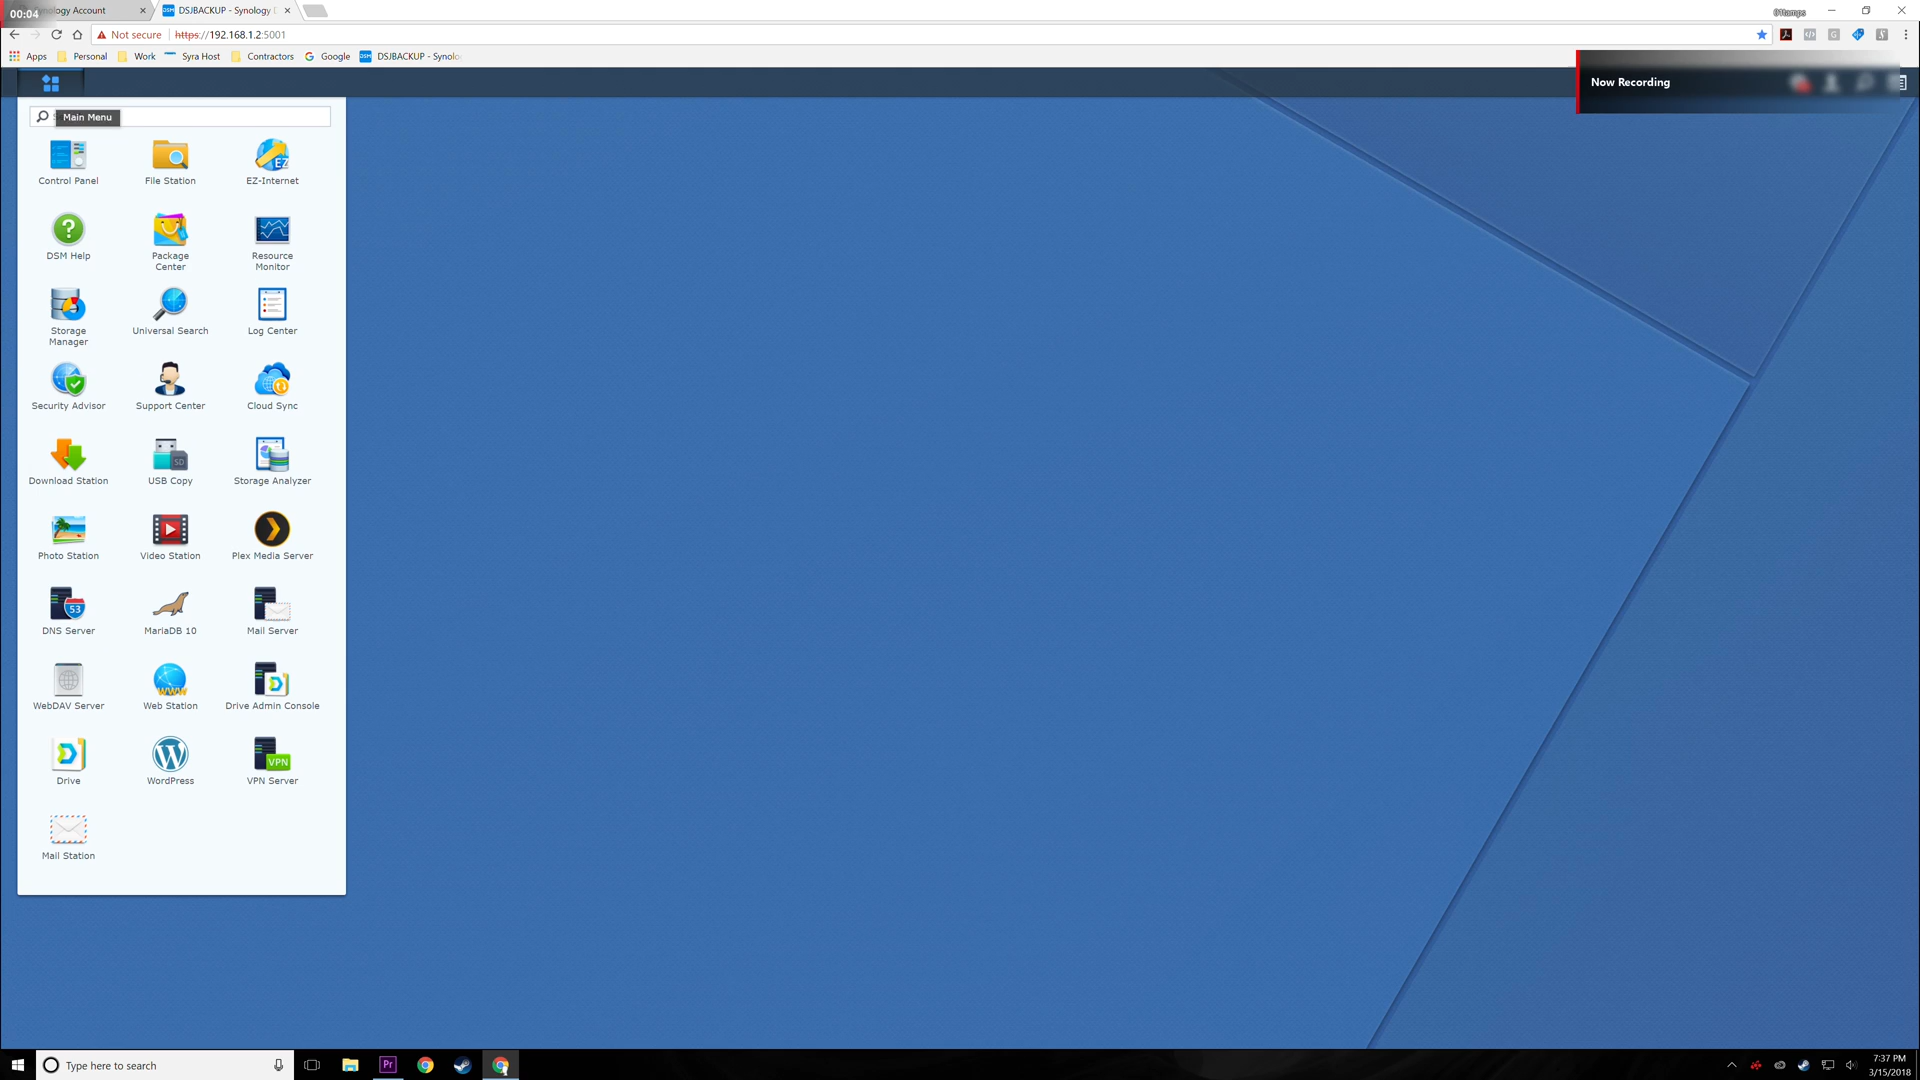 00:04
ology Account
DSJBACKUP - Synology D
Not secure
https://192.168.1.2:5001
Apps
Personal
Work
Syra Host
Contractors
Google
DSJBACKUP - Synolo
Now Recording
Main Menu
Control Panel
File Station
EZ-Internet
DSM Help
Package
Center
Resource
Monitor
Storage
Manager
Universal Search
Log Center
Security Advisor
Support Center
Cloud Sync
Download Station
USB Copy
Storage Analyzer
Photo Station
Video Station
Plex Media Server
DNS Server
MariaDB 10
Mail Server
WebDAV Server
Web Station
Drive Admin Console
Drive
WordPress
VPN Server
Mail Station
Type here to search
7:37 PM
3/15/2018